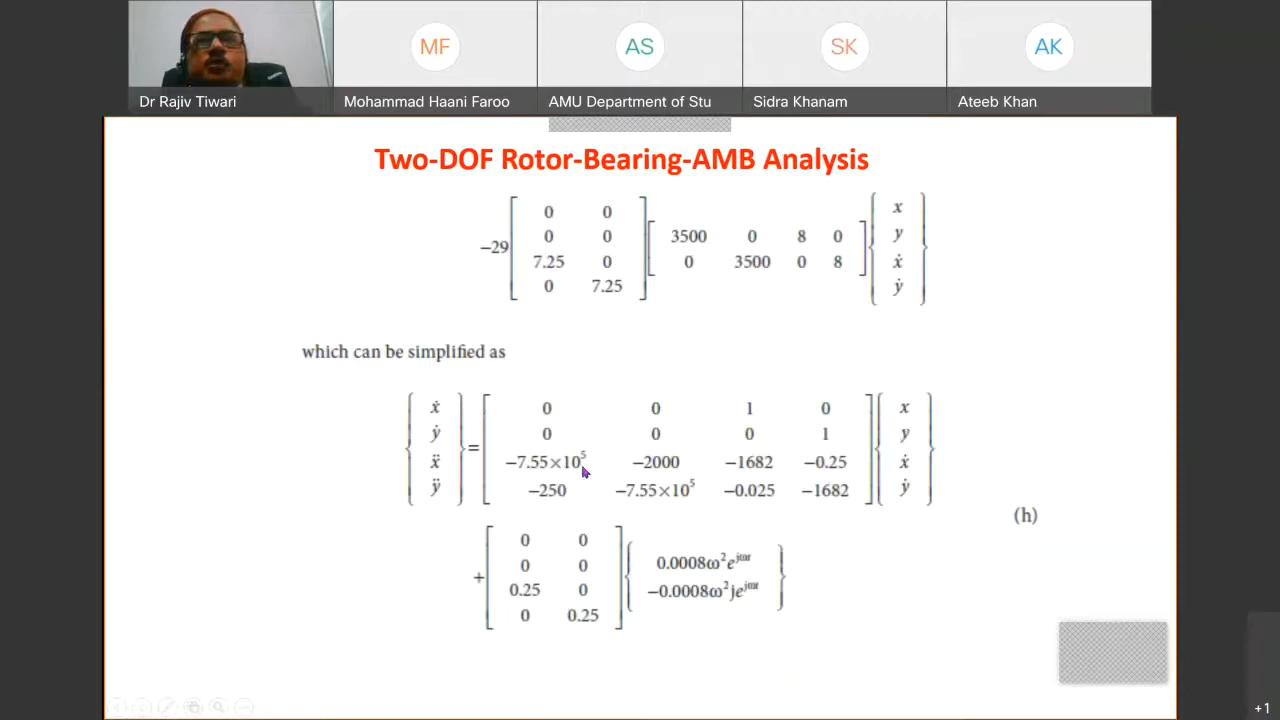 MF
AS
SK
AK
Dr Rajiv Tiwari
Mohammad Haani Faroo
AMU Department of Stu
Sidra Khanam
Ateeb Khan
Two-DOF Rotor-Bearing-AMB Analysis
0 0
0 0
−29
7.25 0
0 7.25
3500 0 8 0
0 3500 0 8
x
y
ẋ
ẏ
which can be simplified as
ẋ
ẏ
ẍ
ÿ
=
0 0 1 0
0 0 0 1
−7.55×10⁵ −2000 −1682 −0.25
−250 −7.55×10⁵ −0.025 −1682
x
y
ẋ
ẏ
(h)
+
0 0
0 0
0.25 0
0 0.25
0.0008ω²e^jωt
−0.0008ω²je^jωt
+1